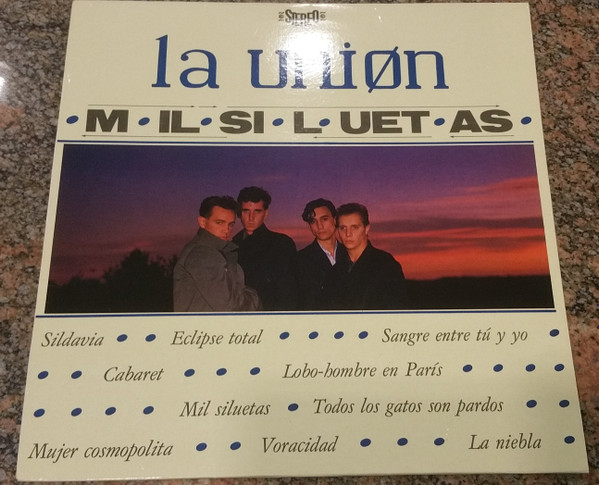 STEREO
la uniøn
M·IL·SI·L·UET·AS
Sildavia • • Eclipse total • • • • Sangre entre tú y yo •
• • Cabaret • • • Lobo-hombre en París • • • •
• • • • Mil siluetas • Todos los gatos son pardos • •
Mujer cosmopolita • • Voracidad • • La niebla •